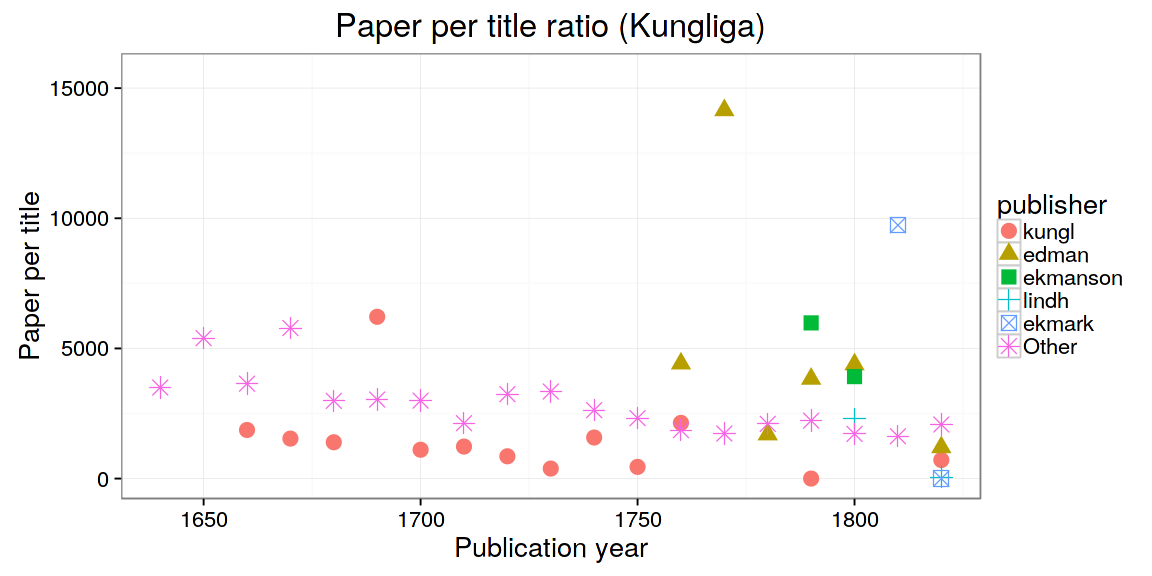 Paper per title ratio (Kungliga)
Paper per title
15000
10000
5000
0
1650
1700
1750
1800
Publication year
publisher
kungl
edman
ekmanson
lindh
ekmark
Other